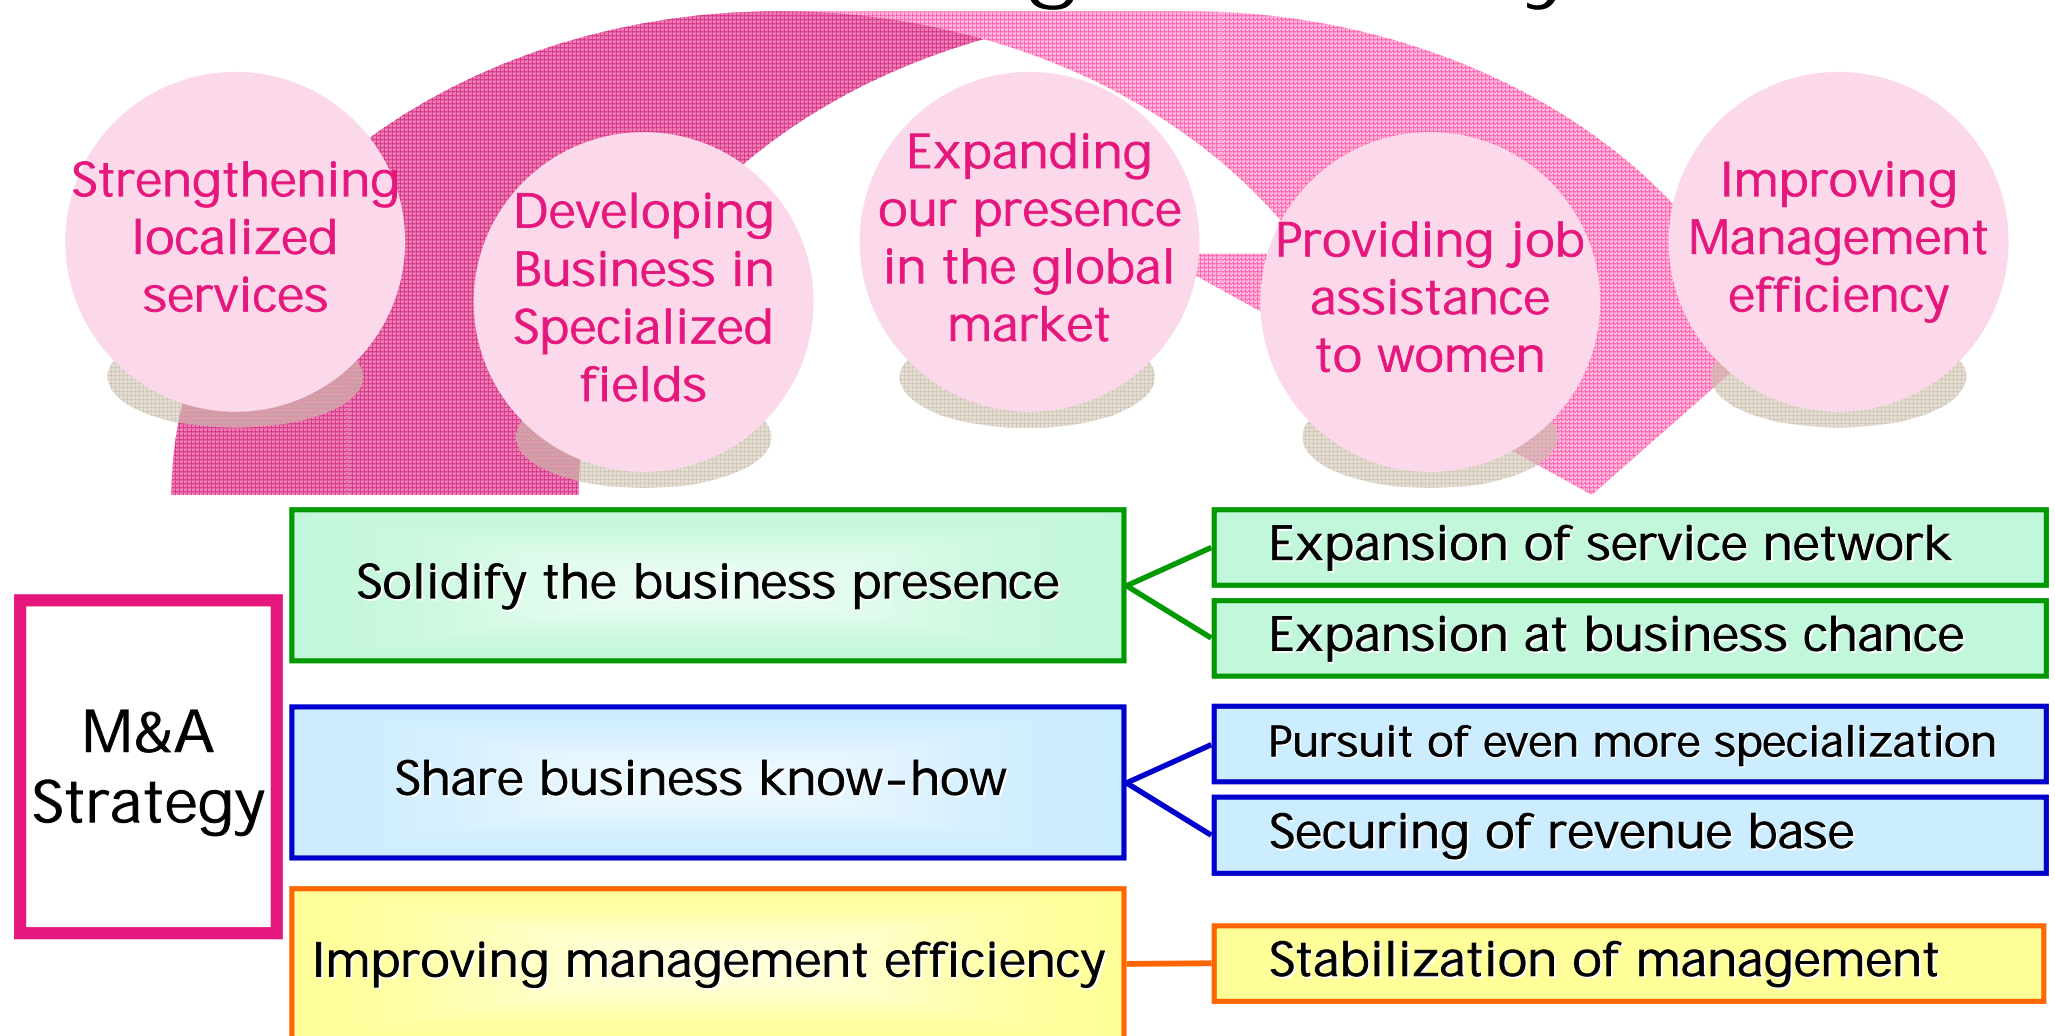 Strengthening
localized
services
Developing
Business in
Specialized
fields
Expanding
our presence
in the global
market
Providing job
assistance
to women
Improving
Management
efficiency
M&A
Strategy
Solidify the business presence
Expansion of service network
Expansion at business chance
Share business know-how
Pursuit of even more specialization
Securing of revenue base
Improving management efficiency
Stabilization of management